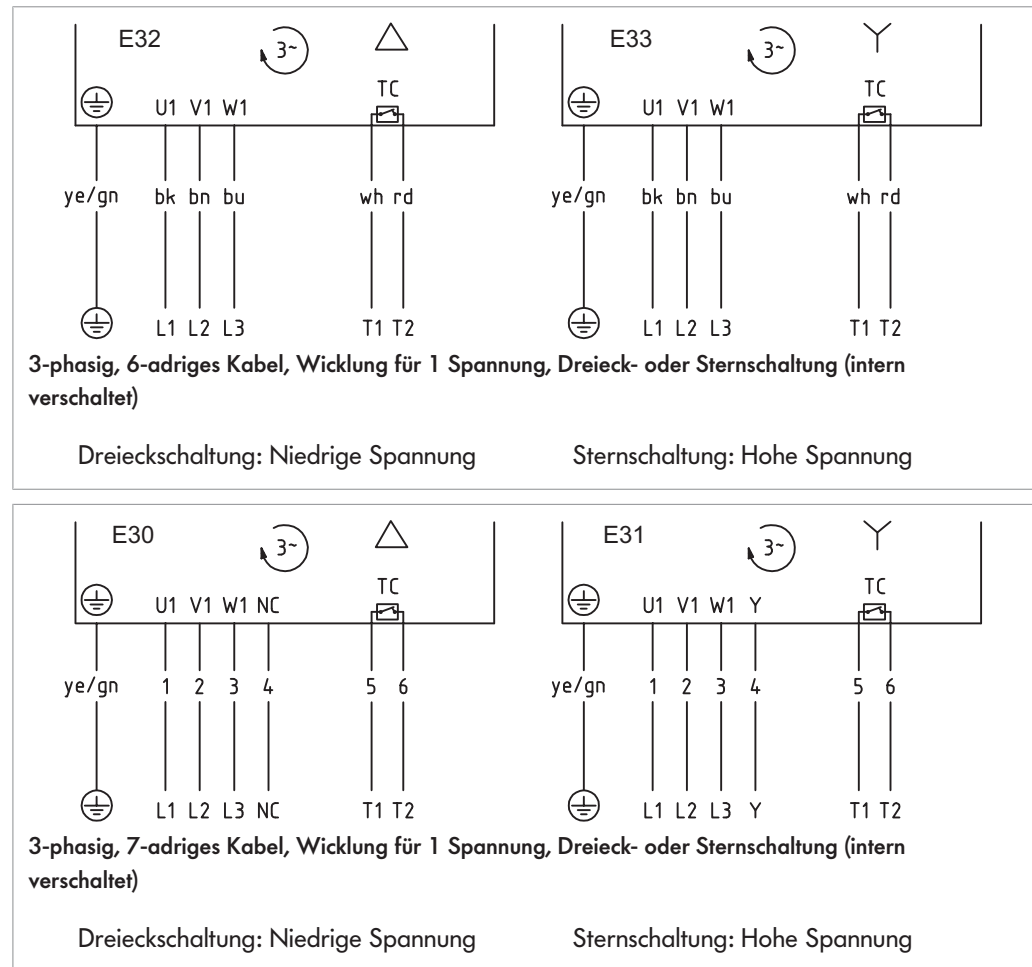 E32 3~
TC
U1 V1 W1
ye/gn bk bn bu wh rd
L1 L2 L3 T1 T2
E33 3~
TC
U1 V1 W1
ye/gn bk bn bu wh rd
L1 L2 L3 T1 T2
3-phasig, 6-adriges Kabel, Wicklung für 1 Spannung, Dreieck- oder Sternschaltung (intern
verschaltet)
Dreieckschaltung: Niedrige Spannung
Sternschaltung: Hohe Spannung
E30 3~
TC
U1 V1 W1 NC
ye/gn 1 2 3 4 5 6
L1 L2 L3 NC T1 T2
E31 3~
TC
U1 V1 W1 Y
ye/gn 1 2 3 4 5 6
L1 L2 L3 Y T1 T2
3-phasig, 7-adriges Kabel, Wicklung für 1 Spannung, Dreieck- oder Sternschaltung (intern
verschaltet)
Dreieckschaltung: Niedrige Spannung
Sternschaltung: Hohe Spannung